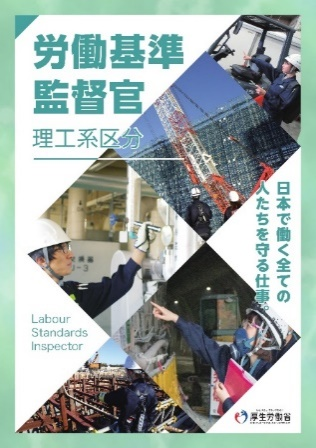 労働基準
監督官
理工系区分
日本で働く全ての
人たちを守る仕事。
Labour
Standards
Inspector
厚生労働省